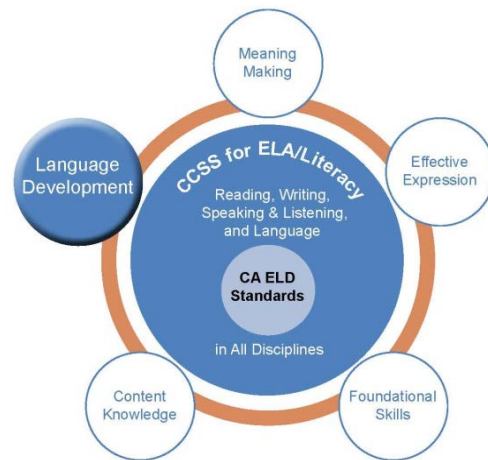 Meaning
Making
Language
Development
Effective
Expression
CCSS for ELA/Literacy
Reading, Writing,
Speaking & Listening,
and Language
CA ELD
Standards
in All Disciplines
Content
Knowledge
Foundational
Skills